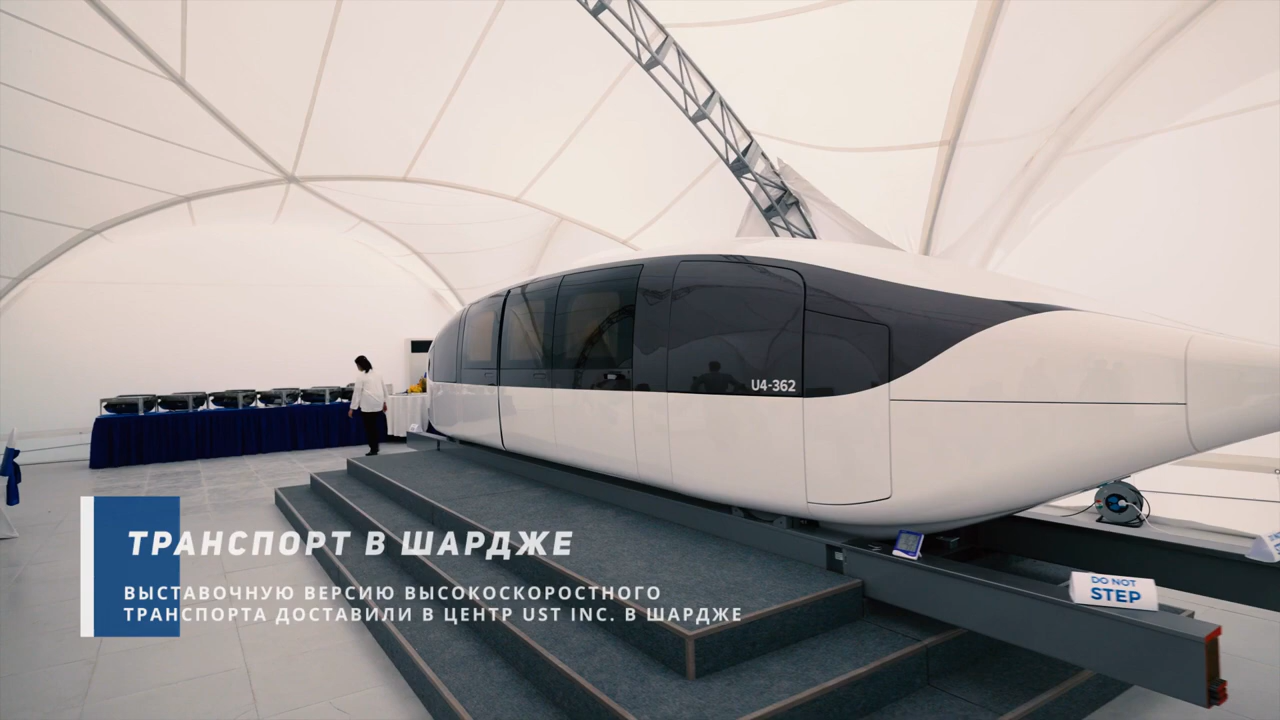 U4-362
ТРАНСПОРТ В ШАРДЖЕ
ВЫСТАВОЧНУЮ ВЕРСИЮ ВЫСОКОСКОРОСТНОГО
ТРАНСПОРТА ДОСТАВИЛИ В ЦЕНТР UST INC. В ШАРДЖЕ
DO NOT
STEP